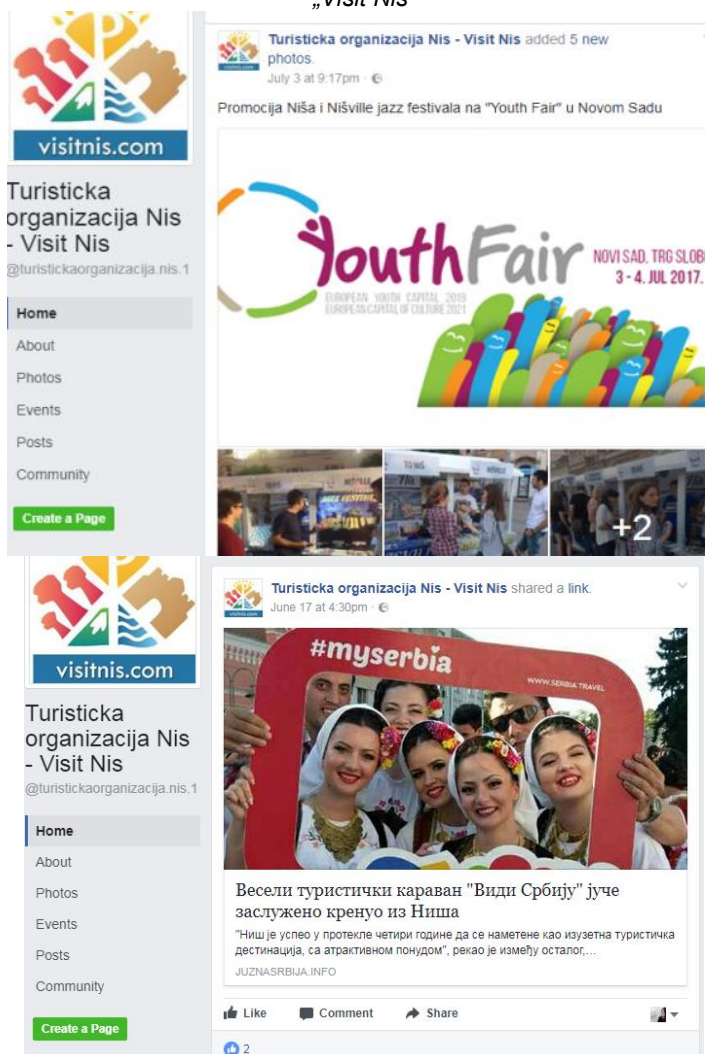 „Visit Nis
visitnis.com
Turisticka
organizacija Nis
- Visit Nis
@turistickaorganizacija.nis.1
Home
About
Photos
Events
Posts
Community
Create a Page
Turisticka organizacija Nis - Visit Nis added 5 new
photos.
July 3 at 9:17pm ·
Promocija Niša i Nišville jazz festivala na "Youth Fair" u Novom Sadu
YouthFair
EUROPEAN YOUTH CAPITAL 2019
EUROPEAN CAPITAL OF CULTURE 2021
NOVI SAD, TRG SLOB
3 - 4. JUL 2017.
TO NIŠ
JAZZ FESTIVAL
+2
visitnis.com
Turisticka
organizacija Nis
- Visit Nis
@turistickaorganizacija.nis.1
Home
About
Photos
Events
Posts
Community
Create a Page
Turisticka organizacija Nis - Visit Nis shared a link.
June 17 at 4:30pm ·
#myserbia
WWW.SERBIA.TRAVEL
Весели туристички караван "Види Србију" јуче
заслужено кренуо из Ниша
"Ниш је успео у протекле четири године да се наметене као изузетна туристичка
дестинација, са атрактивном понудом", рекао је између осталог,...
JUZNASRBIJA.INFO
Like Comment Share
2